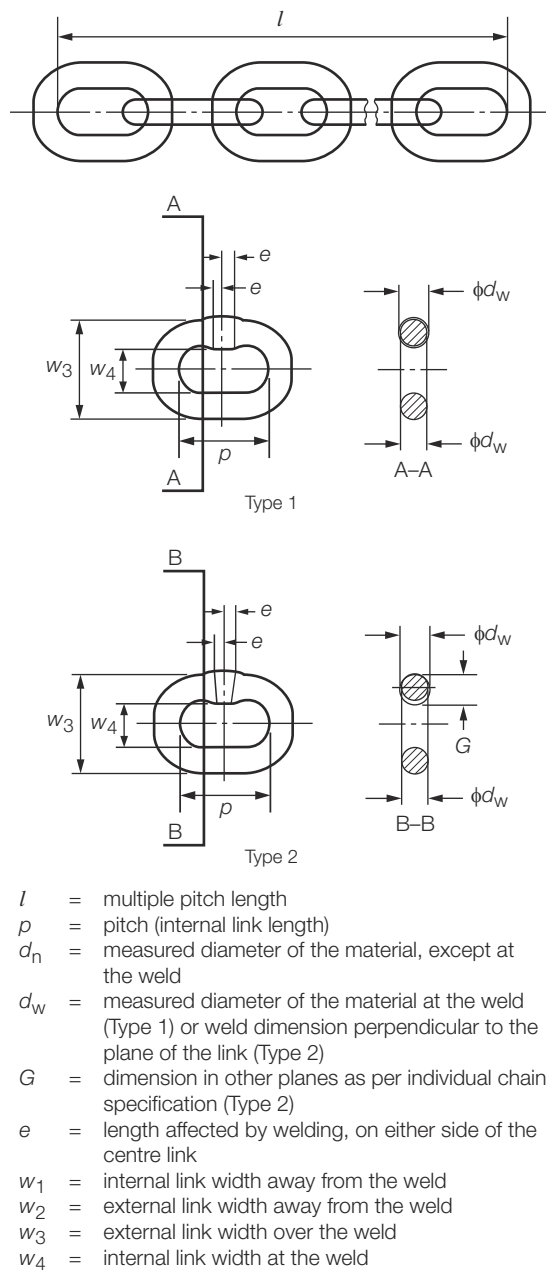 l
A
e
e
w3
w4
p
A
Type 1
ϕdw
ϕdw
A–A
B
e
e
w3
w4
p
B
Type 2
ϕdw
G
ϕdw
B–B
l = multiple pitch length
p = pitch (internal link length)
dn = measured diameter of the material, except at
the weld
dw = measured diameter of the material at the weld
(Type 1) or weld dimension perpendicular to the
plane of the link (Type 2)
G = dimension in other planes as per individual chain
specification (Type 2)
e = length affected by welding, on either side of the
centre link
w1 = internal link width away from the weld
w2 = external link width away from the weld
w3 = external link width over the weld
w4 = internal link width at the weld